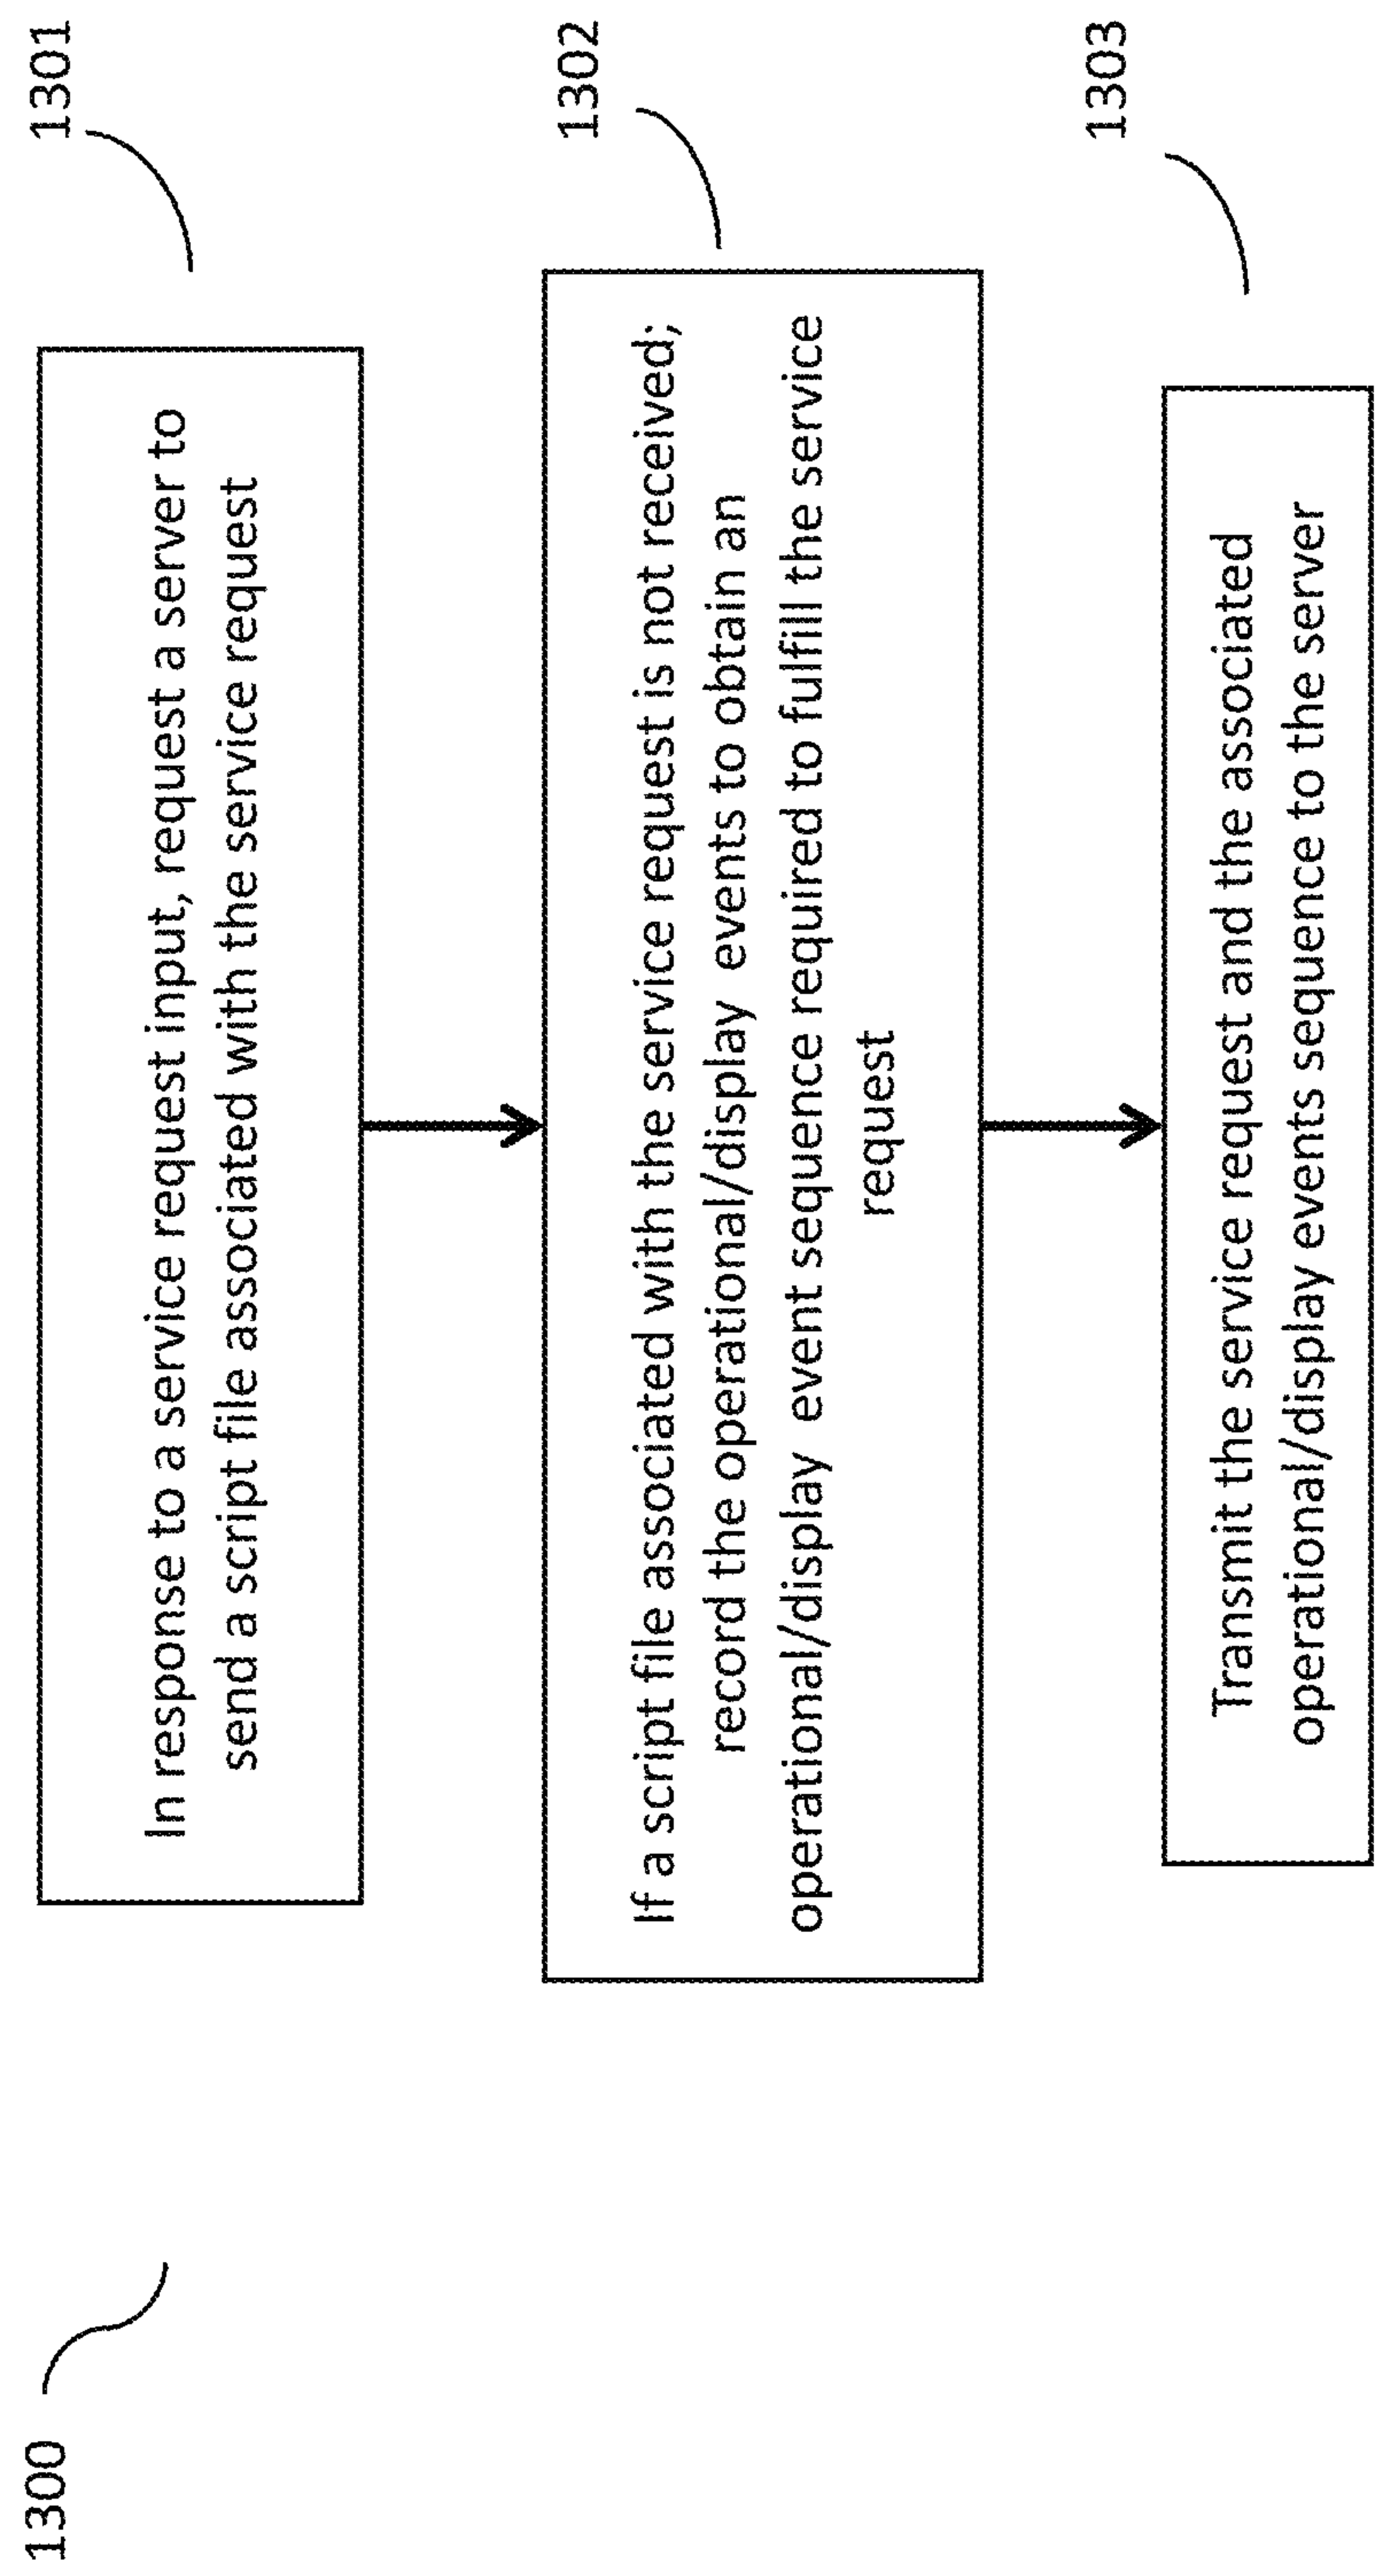 1300
1301
In response to a service request input, request a server to
send a script file associated with the service request
1302
If a script file associated with the service request is not received;
record the operational/display events to obtain an
operational/display event sequence required to fulfill the service
request
1303
Transmit the service request and the associated
operational/display events sequence to the server